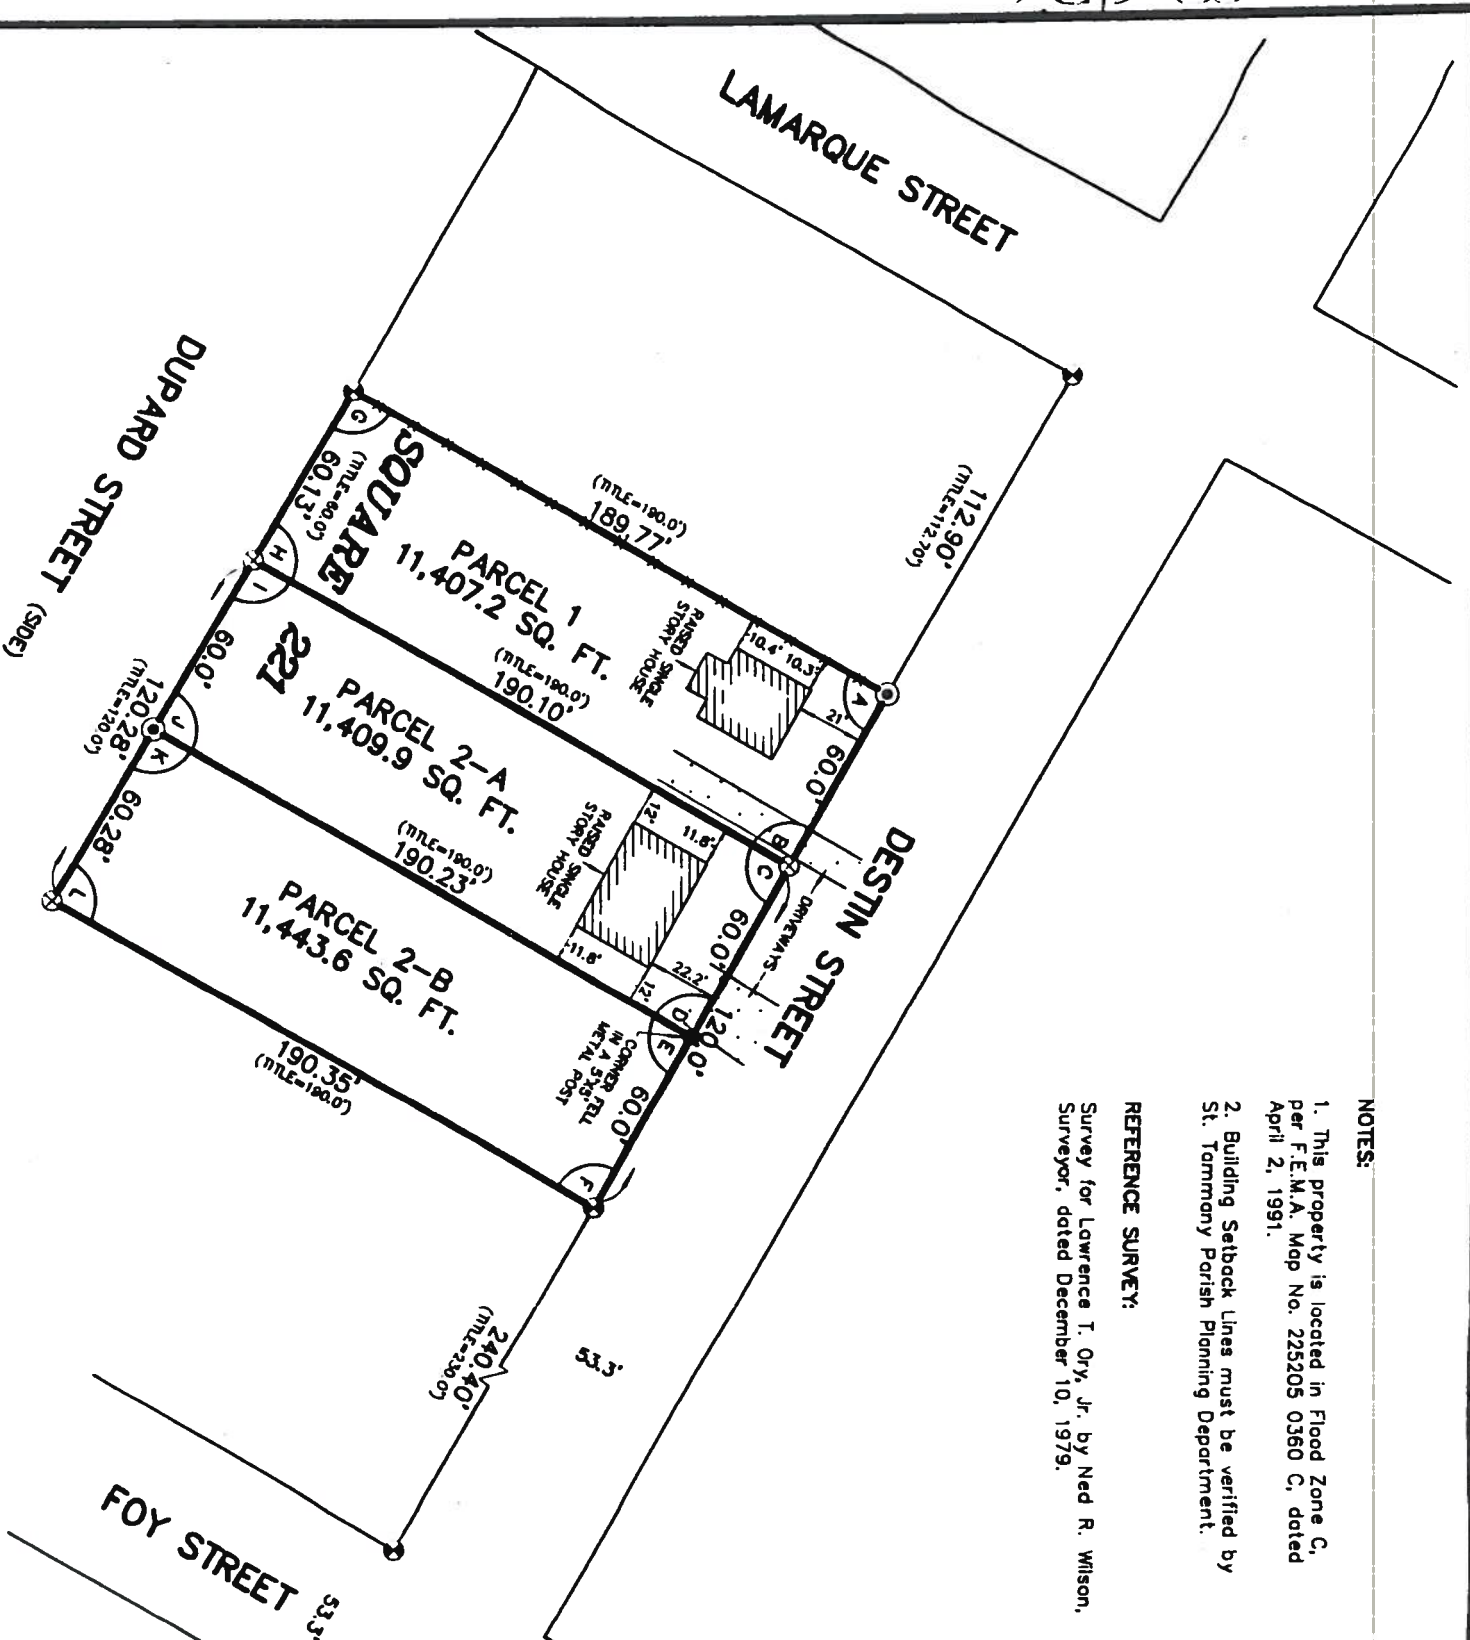 LAMARQUE STREET
112.90'
(TITLE=112.70')
(TITLE=190.0')
189.77'
PARCEL 1
11,407.2 SQ. FT.
RAISED SINGLE
STORY HOUSE
10.4'
10.3'
21'
A
60.0'
B
G
(TITLE=60.0')
60.13'
H
SQUARE
221
DUPARD STREET (SIDE)
(TITLE=190.0')
190.10'
PARCEL 2-A
11,409.9 SQ. FT.
RAISED SINGLE
STORY HOUSE
12'
11.8'
11.8'
12'
22.2'
C
60.0'
D
I
60.0'
J
120.28'
(TITLE=120.0')
DESTIN STREET
DRIVEWAYS
120.0'
(TITLE=190.0')
190.23'
PARCEL 2-B
11,443.6 SQ. FT.
K
60.28'
L
E
60.0'
F
CORNER FELL
IN A 5"X5"
METAL POST
190.35'
(TITLE=190.0')
240.40'
(TITLE=230.0')
53.3'
FOY STREET
53.3'
NOTES:
1. This property is located in Flood Zone C,
per F.E.M.A. Map No. 225205 0360 C, dated
April 2, 1991.
2. Building Setback Lines must be verified by
St. Tammany Parish Planning Department.
REFERENCE SURVEY:
Survey for Lawrence T. Ory, Jr. by Ned R. Wilson,
Surveyor, dated December 10, 1979.